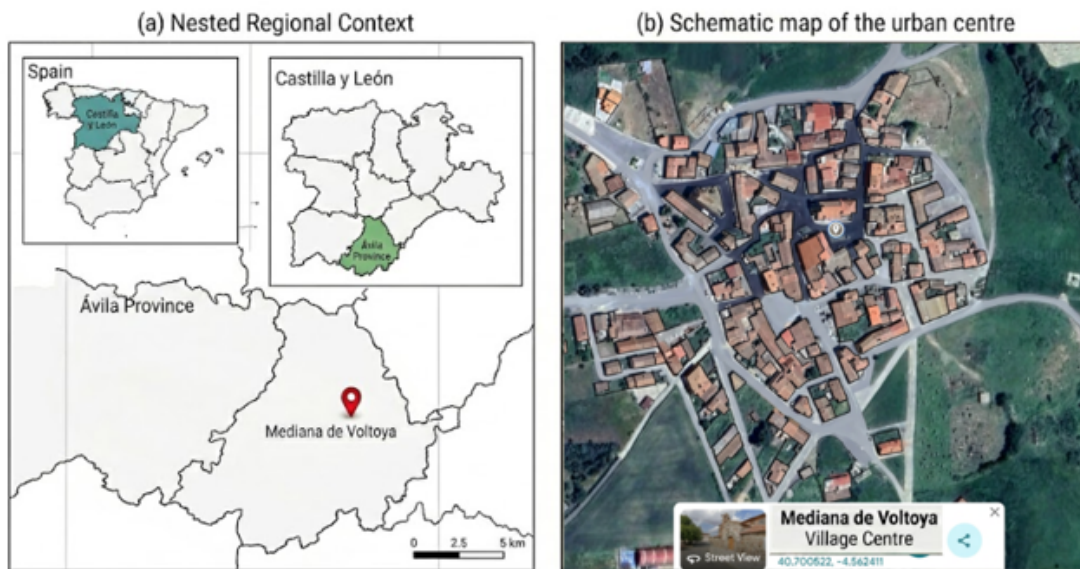 (a) Nested Regional Context
(b) Schematic map of the urban centre
Spain
Castilla
y León
Castilla y León
Ávila
Province
Ávila Province
Mediana de Voltoya
0 2.5 5 km
Mediana de Voltoya
Village Centre
Street View
40.700522, -4.562411